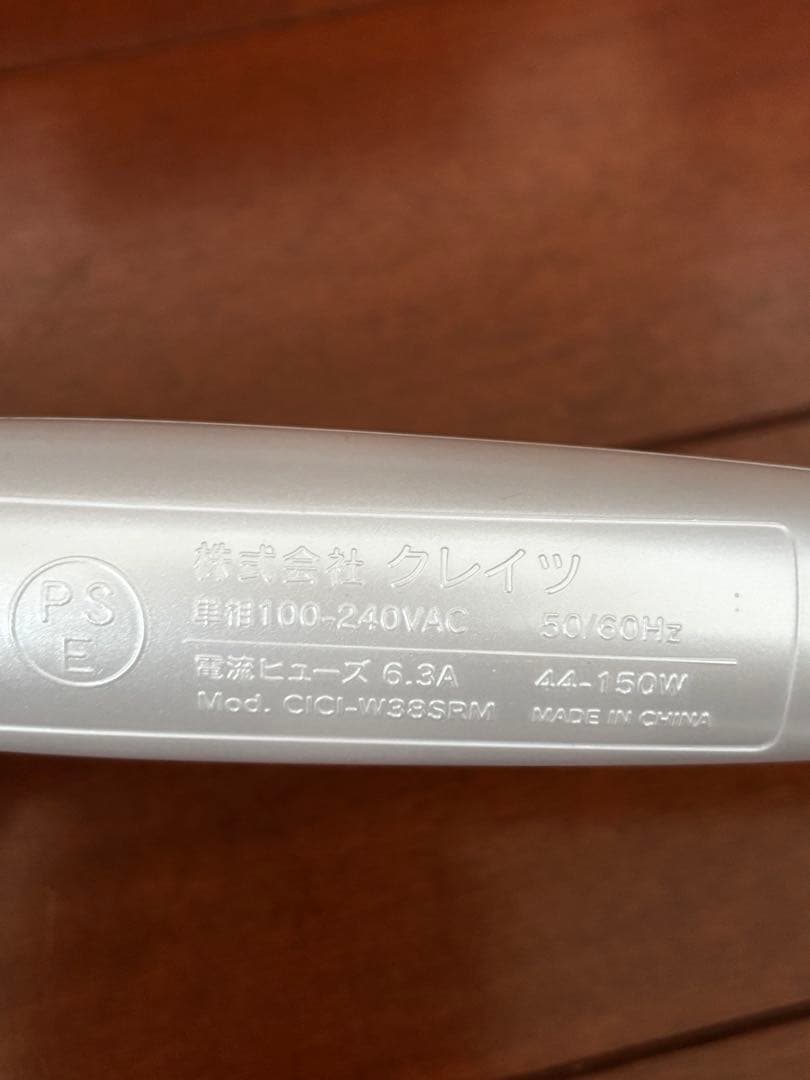 PS
E
株式会社 クレイツ
単相100-240VAC 50/60Hz
電流ヒューズ 6.3A 44-150W
Mod. CICI-W38SRM MADE IN CHINA